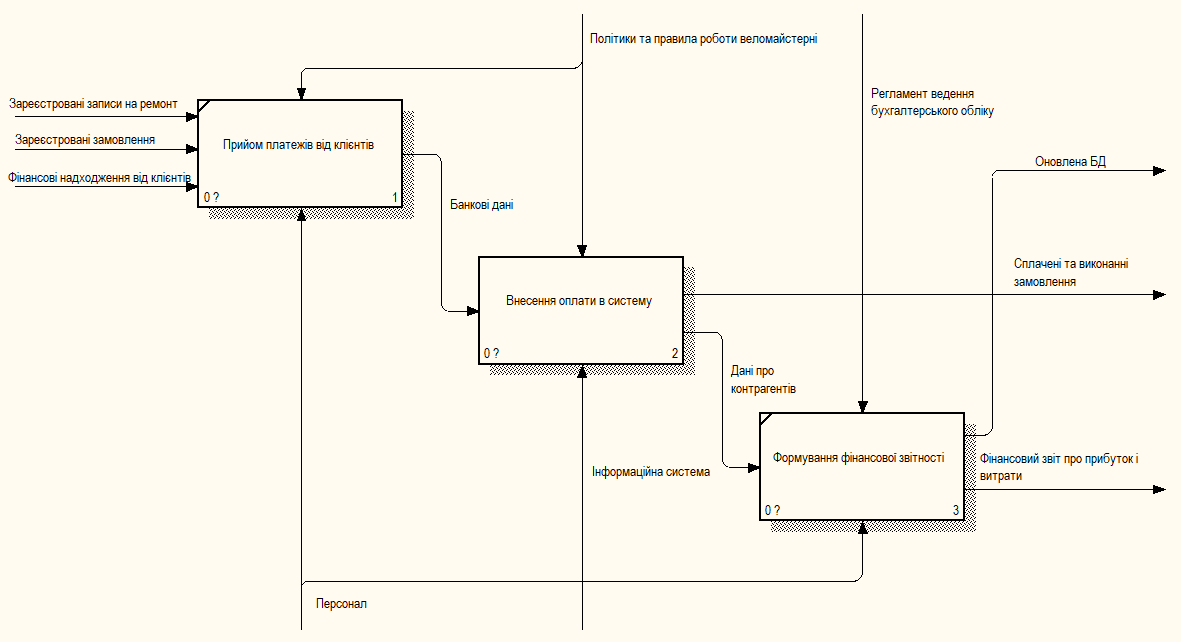 Політики та правила роботи веломайстерні
Регламент ведення
бухгалтерського обліку
Зареєстровані записи на ремонт
Зареєстровані замовлення
Фінансові надходження від клієнтів
Прийом платежів від клієнтів
0 ?
1
Банкові дані
Оновлена БД
Внесення оплати в систему
0 ?
2
Сплачені та виконанні
замовлення
Дані про
контрагентів
Формування фінансової звітності
0 ?
3
Фінансовий звіт про прибуток і
витрати
Інформаційна система
Персонал